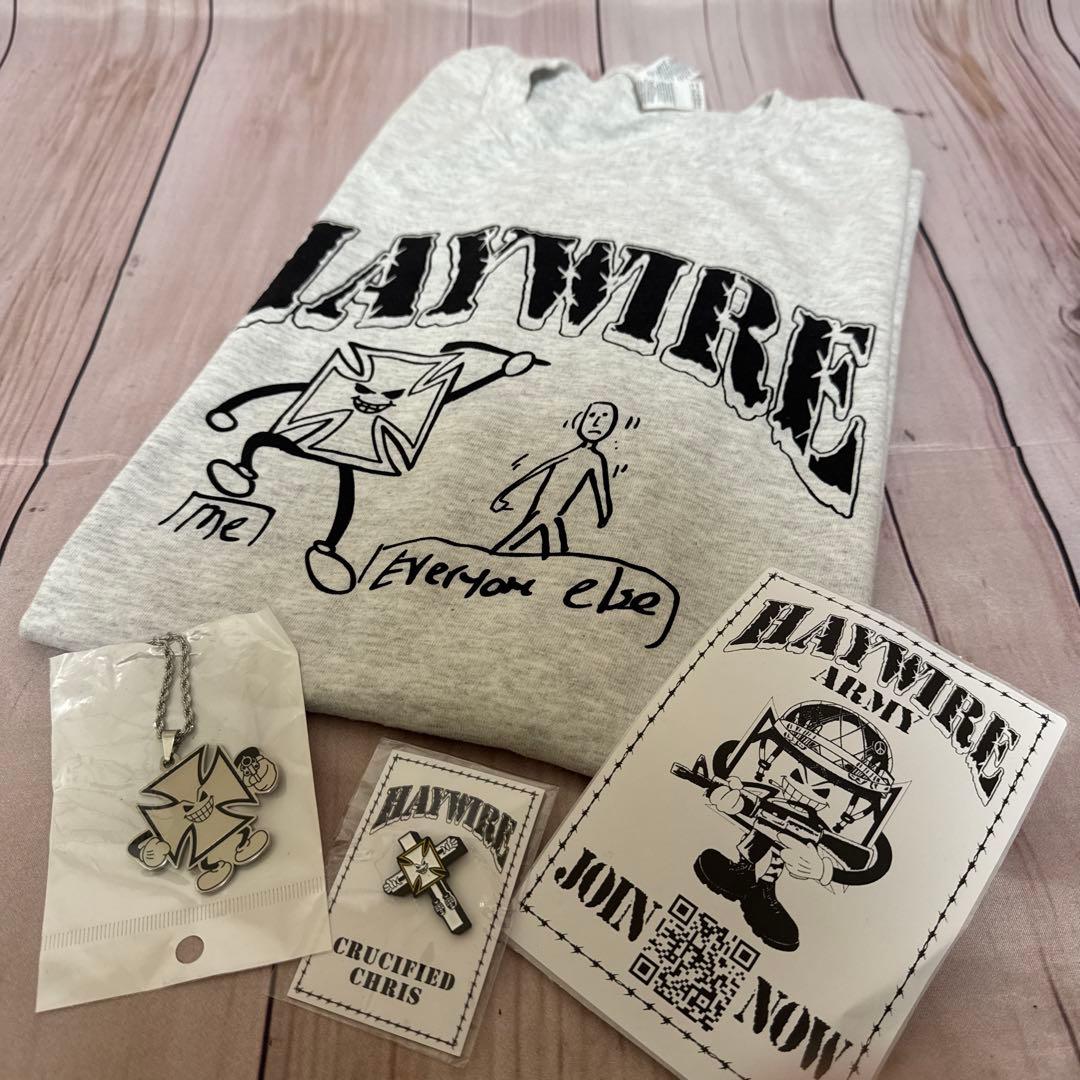 HAYWIRE
me
Everyone else
HAYWIRE
CRUCIFIED
CHRIS
HAYWIRE
ARMY
JOIN
NOW